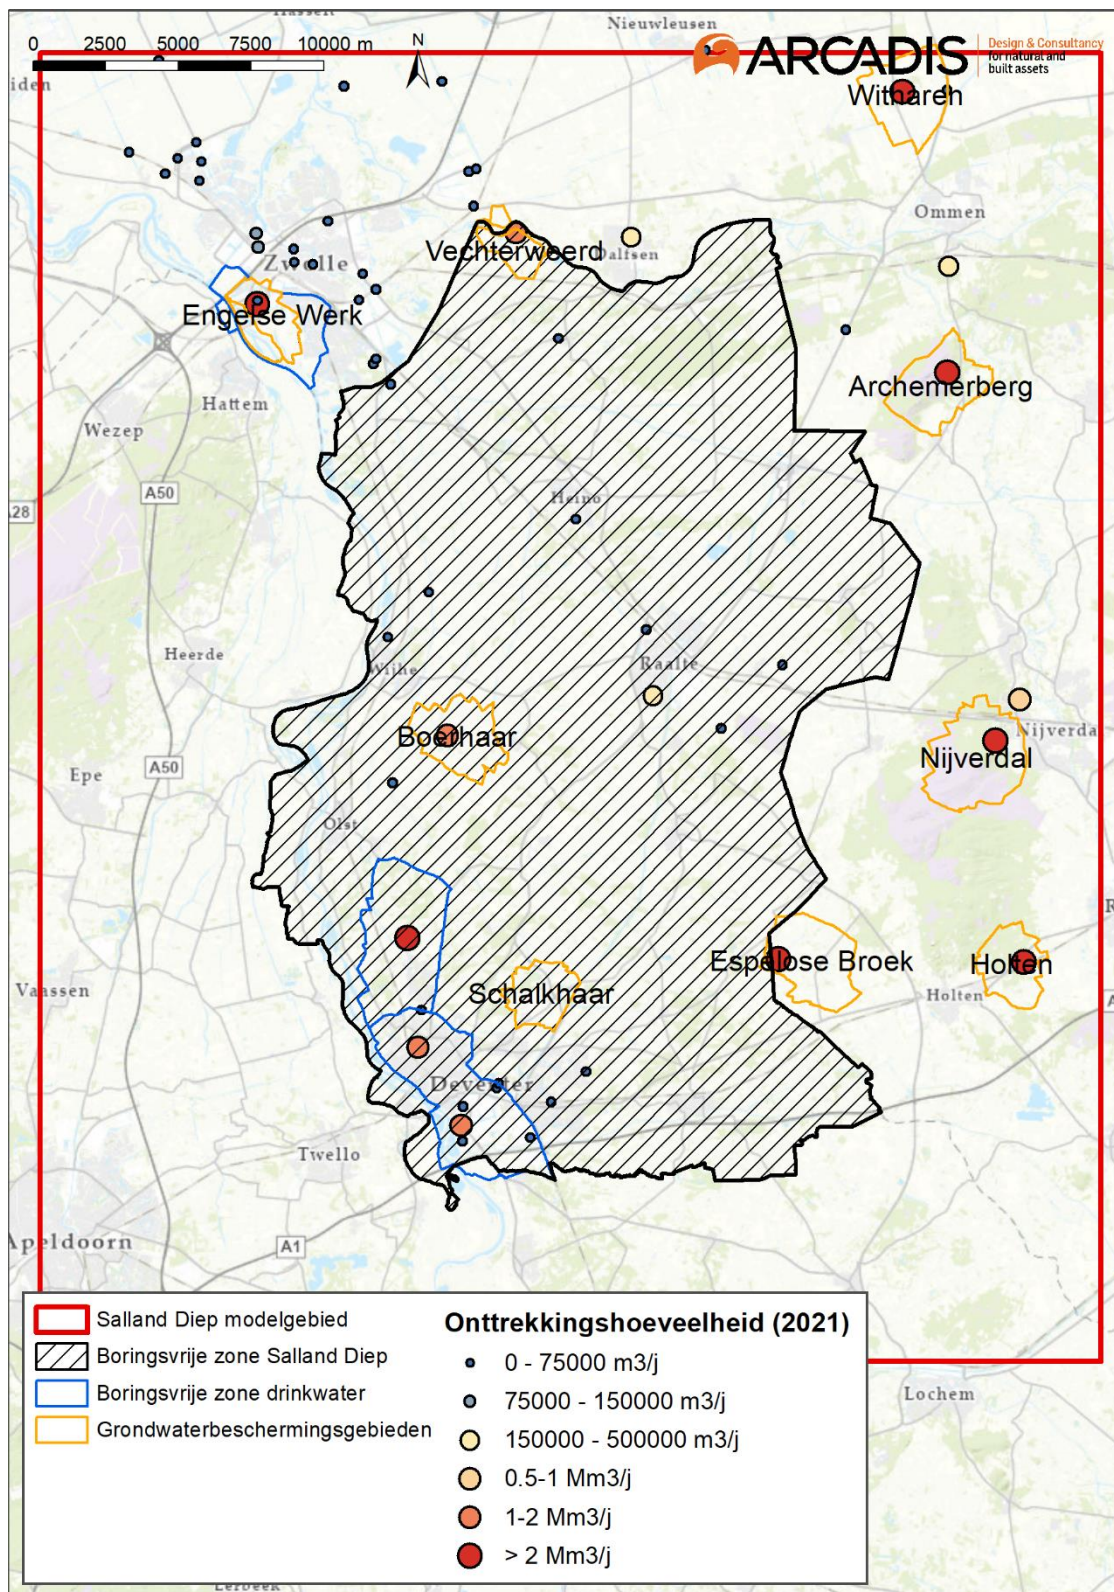 Hasselt
Nieuwleusen
0 2500 5000 7500 10000 m
N
ARCADIS
Design & Consultancy
for natural and
built assets
Witharen
Ommen
Vechterweerd
Dalfsen
Zwolle
Engelse Werk
Archemerberg
Hattem
Wezep
A50
Heino
Heerde
Wijhe
Raalte
Boerhaar
Nijverda
Nijverdal
Epe
A50
Olst
Espelose Broek
Holten
Schalkhaar
Vaassen
Holten
Deventer
Twello
Apeldoorn
A1
Salland Diep modelgebied
Boringsvrije zone Salland Diep
Boringsvrije zone drinkwater
Grondwaterbeschermingsgebieden
Onttrekkingshoeveelheid (2021)
0 - 75000 m3/j
75000 - 150000 m3/j
150000 - 500000 m3/j
0.5-1 Mm3/j
1-2 Mm3/j
> 2 Mm3/j
Lochem